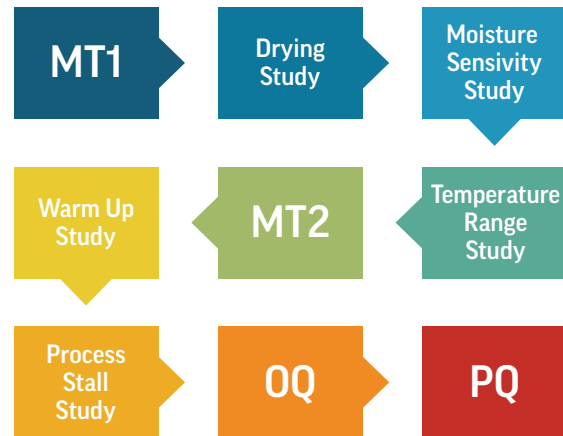 MT1
Drying
Study
Moisture
Sensivity
Study
Temperature
Range
Study
MT2
Warm Up
Study
Process
Stall
Study
OQ
PQ